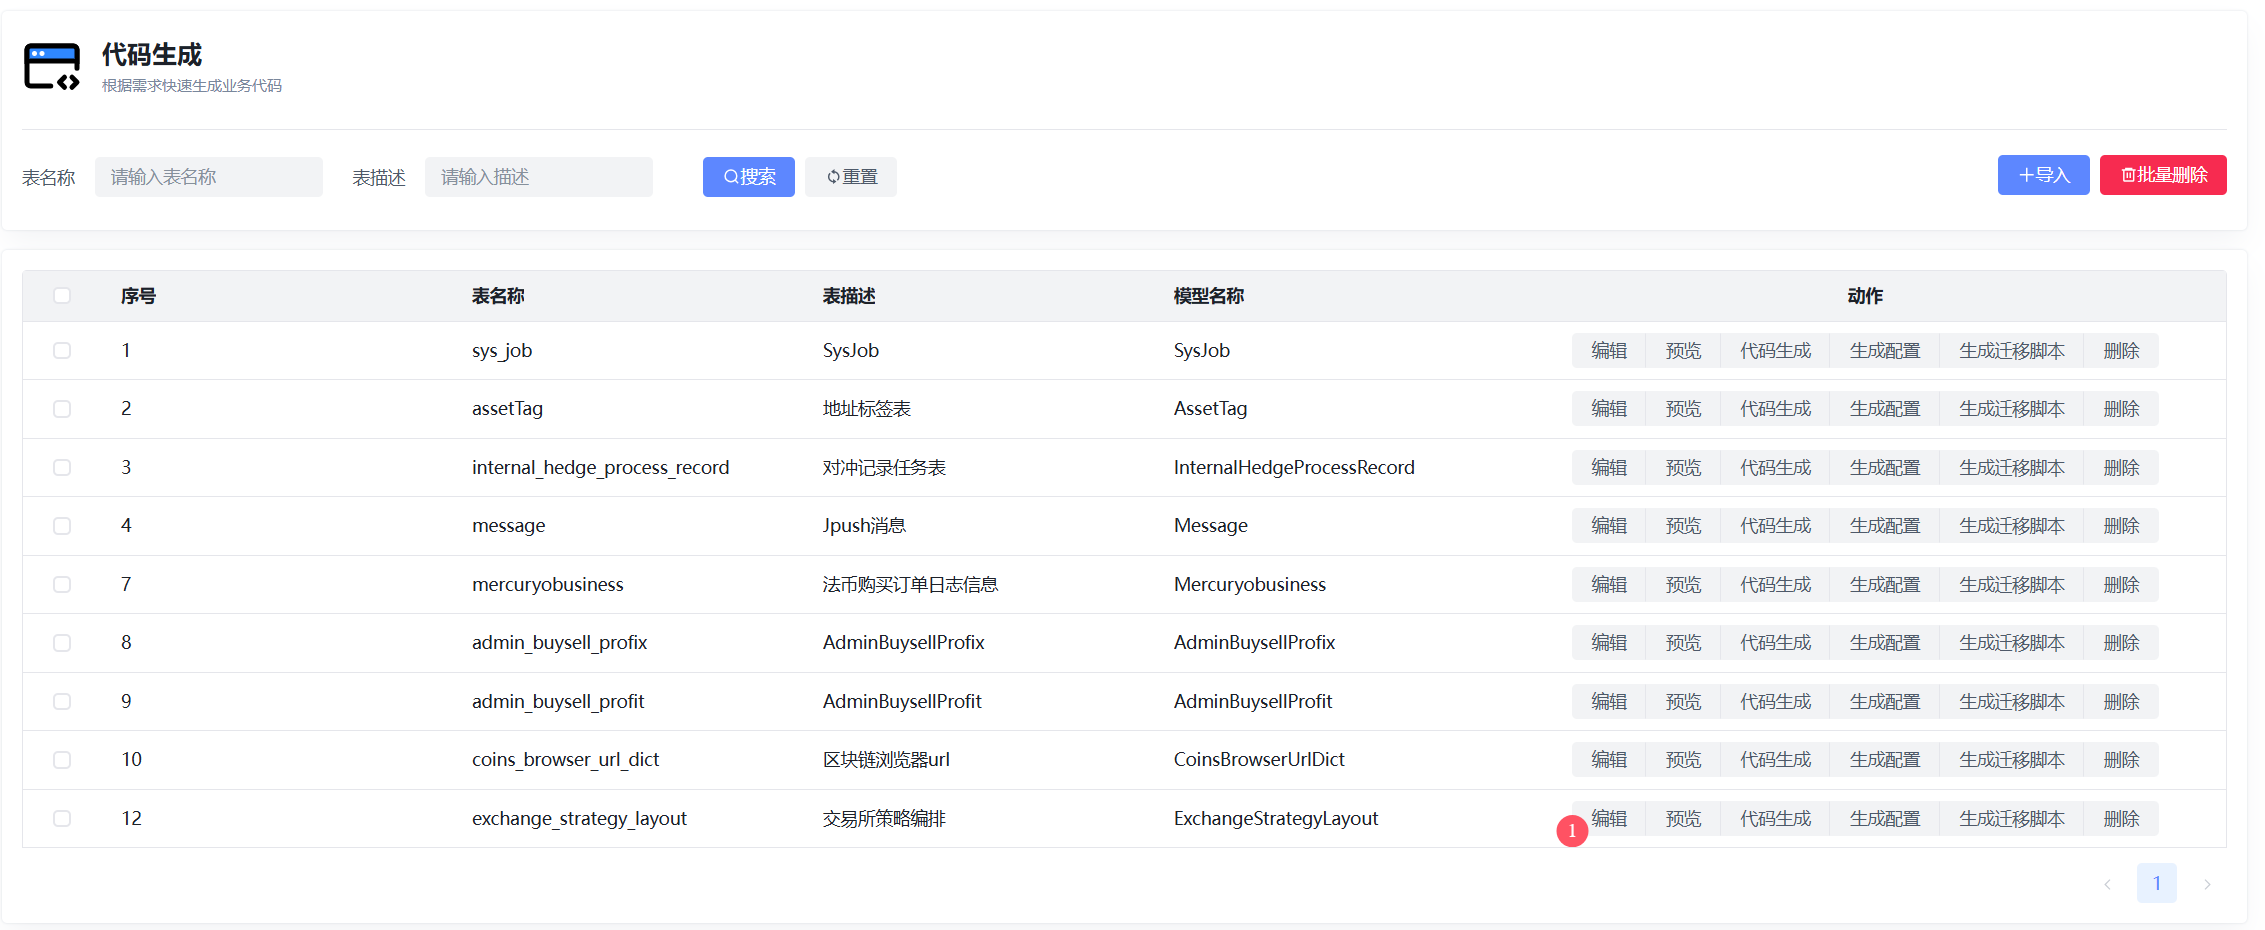 代码生成
根据需求快速生成业务代码
表名称 请输入表名称 表描述 请输入描述 搜索 重置 导入 批量删除
序号 表名称 表描述 模型名称 动作
1 sys_job SysJob SysJob 编辑 预览 代码生成 生成配置 生成迁移脚本 删除
2 assetTag 地址标签表 AssetTag 编辑 预览 代码生成 生成配置 生成迁移脚本 删除
3 internal_hedge_process_record 对冲记录任务表 InternalHedgeProcessRecord 编辑 预览 代码生成 生成配置 生成迁移脚本 删除
4 message Jpush消息 Message 编辑 预览 代码生成 生成配置 生成迁移脚本 删除
7 mercuryobusiness 法币购买订单日志信息 Mercuryobusiness 编辑 预览 代码生成 生成配置 生成迁移脚本 删除
8 admin_buysell_profix AdminBuysellProfix AdminBuysellProfix 编辑 预览 代码生成 生成配置 生成迁移脚本 删除
9 admin_buysell_profit AdminBuysellProfit AdminBuysellProfit 编辑 预览 代码生成 生成配置 生成迁移脚本 删除
10 coins_browser_url_dict 区块链浏览器url CoinsBrowserUrlDict 编辑 预览 代码生成 生成配置 生成迁移脚本 删除
12 exchange_strategy_layout 交易所策略编排 ExchangeStrategyLayout 1 编辑 预览 代码生成 生成配置 生成迁移脚本 删除
1